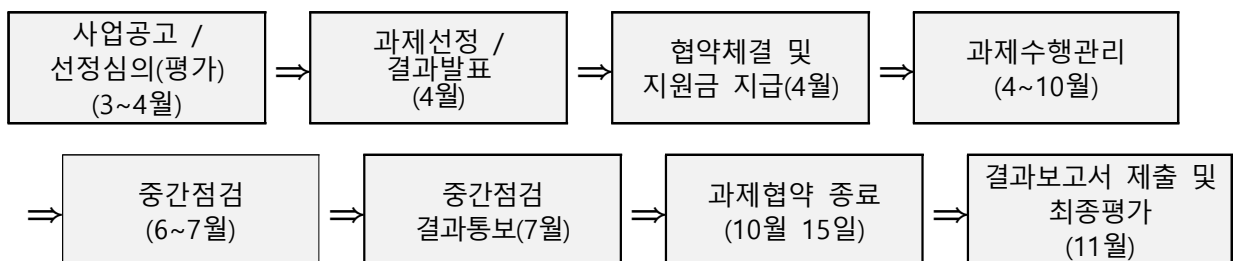 사업공고 /
선정심의(평가)
(3~4월)
⇒
과제선정 /
결과발표
(4월)
⇒
협약체결 및
지원금 지급(4월)
⇒
과제수행관리
(4~10월)
⇒
중간점검
(6~7월)
⇒
중간점검
결과통보(7월)
⇒
과제협약 종료
(10월 15일)
⇒
결과보고서 제출 및
최종평가
(11월)